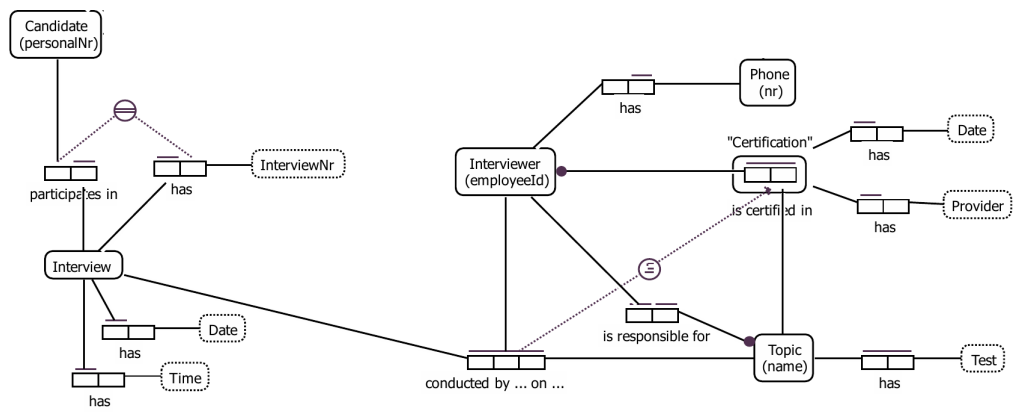 Candidate
(personalNr)
participates in
has
InterviewNr
Interview
has
Date
has
Time
Interviewer
(employeeId)
has
Phone
(nr)
"Certification"
is certified in
has
Date
has
Provider
is responsible for
conducted by ... on ...
Topic
(name)
has
Test